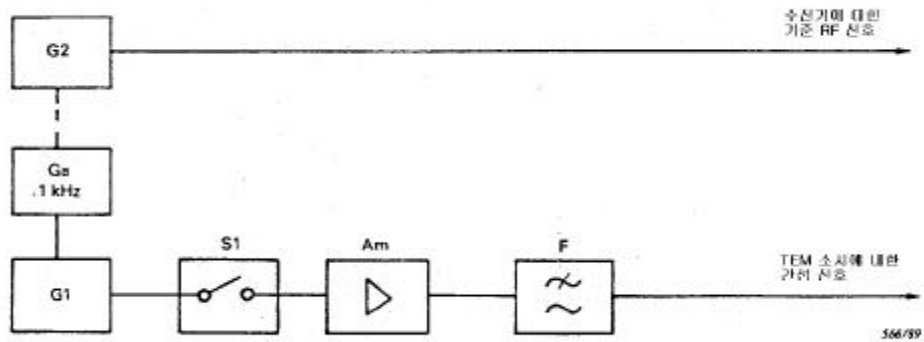 수신기에 대한
기준 RF 신호
G2
Ga
.1 kHz
S1
Am
F
G1
TEM 소자에 대한
간섭 신호
566/89